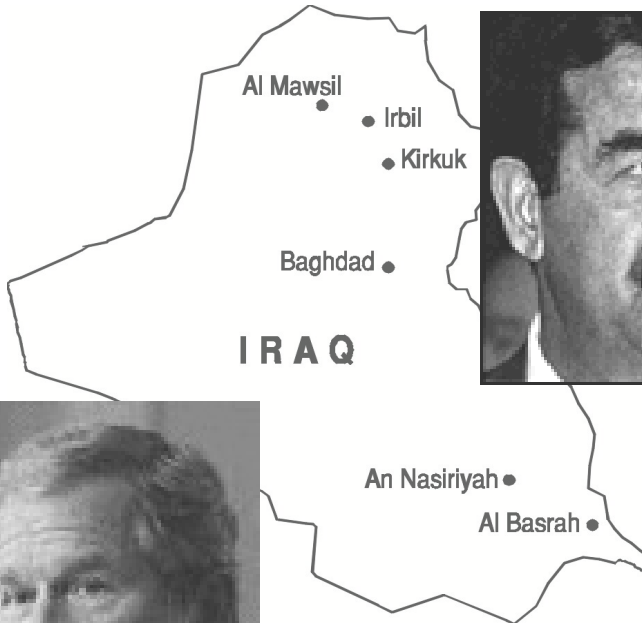 Al Mawsil
Irbil
Kirkuk
Baghdad
IRAQ
An Nasiriyah
Al Basrah